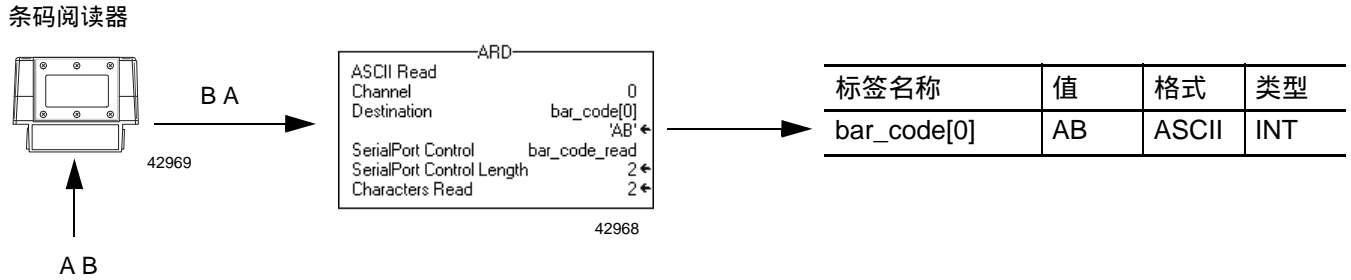 条码阅读器
B A
42969
A B
ARD
ASCII Read
Channel 0
Destination bar_code[0]
'AB'
SerialPort Control bar_code_read
SerialPort Control Length 2
Characters Read 2
42968
标签名称 值 格式 类型
bar_code[0] AB ASCII INT